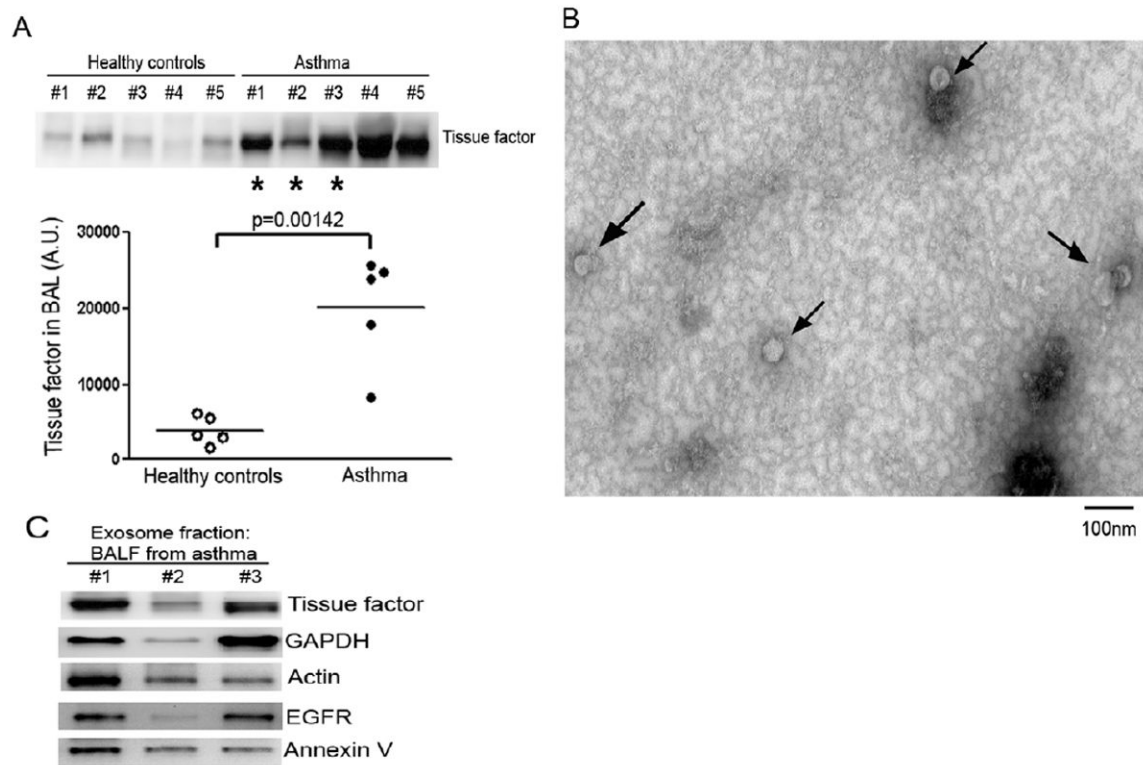 A
Healthy controls Asthma
#1 #2 #3 #4 #5 #1 #2 #3 #4 #5
Tissue factor
* * *
p=0.00142
Tissue factor in BAL (A.U.)
30000
20000
10000
0
Healthy controls Asthma
B
100nm
C
Exosome fraction:
BALF from asthma
#1 #2 #3
Tissue factor
GAPDH
Actin
EGFR
Annexin V